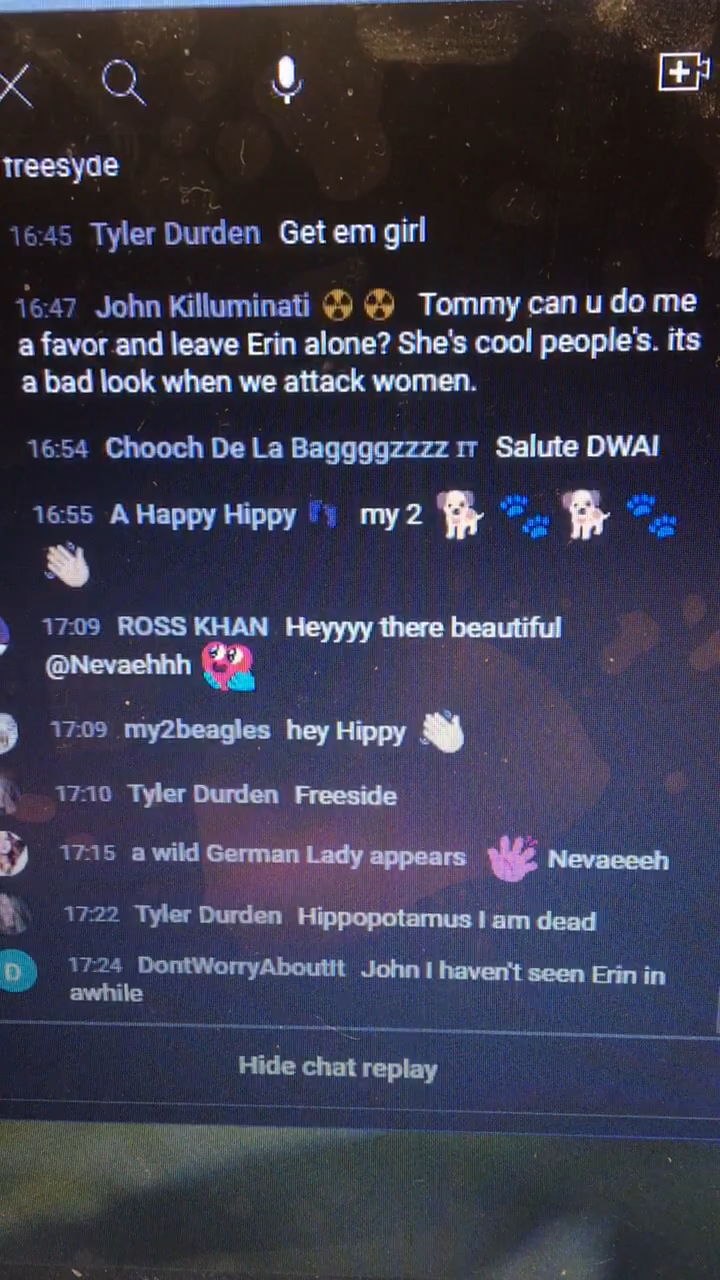 freesyde
16:45 Tyler Durden Get em girl
16:47 John Killuminati ☢️ ☢️ Tommy can u do me
a favor and leave Erin alone? She's cool people's. its
a bad look when we attack women.
16:54 Chooch De La Baggggzzzz IT Salute DWAI
16:55 A Happy Hippy 👣 my 2 🐕 🐾 🐕 🐾
👋
17:09 ROSS KHAN Heyyyy there beautiful
@Nevaehhh
17:09 my2beagles hey Hippy 👋
17:10 Tyler Durden Freeside
17:15 a wild German Lady appears Nevaeeeh
17:22 Tyler Durden Hippopotamus I am dead
D
17:24 DontWorryAboutIt John I haven't seen Erin in
awhile
Hide chat replay